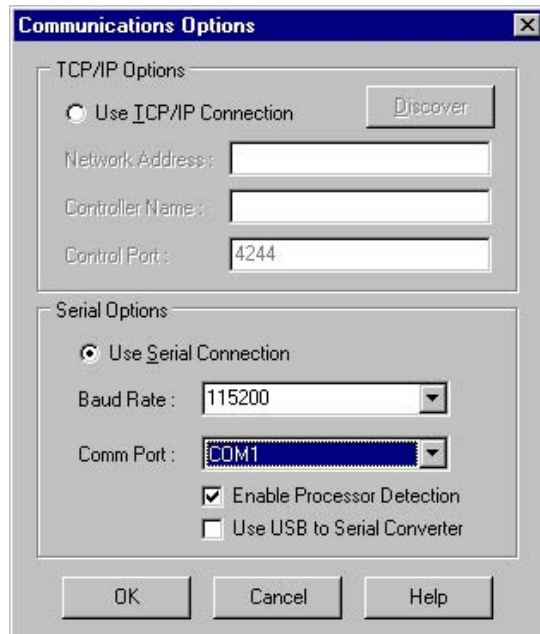 Communications Options
TCP/IP Options
Use TCP/IP Connection
Discover
Network Address :
Controller Name :
Control Port : 4244
Serial Options
Use Serial Connection
Baud Rate : 115200
Comm Port : COM1
Enable Processor Detection
Use USB to Serial Converter
OK Cancel Help